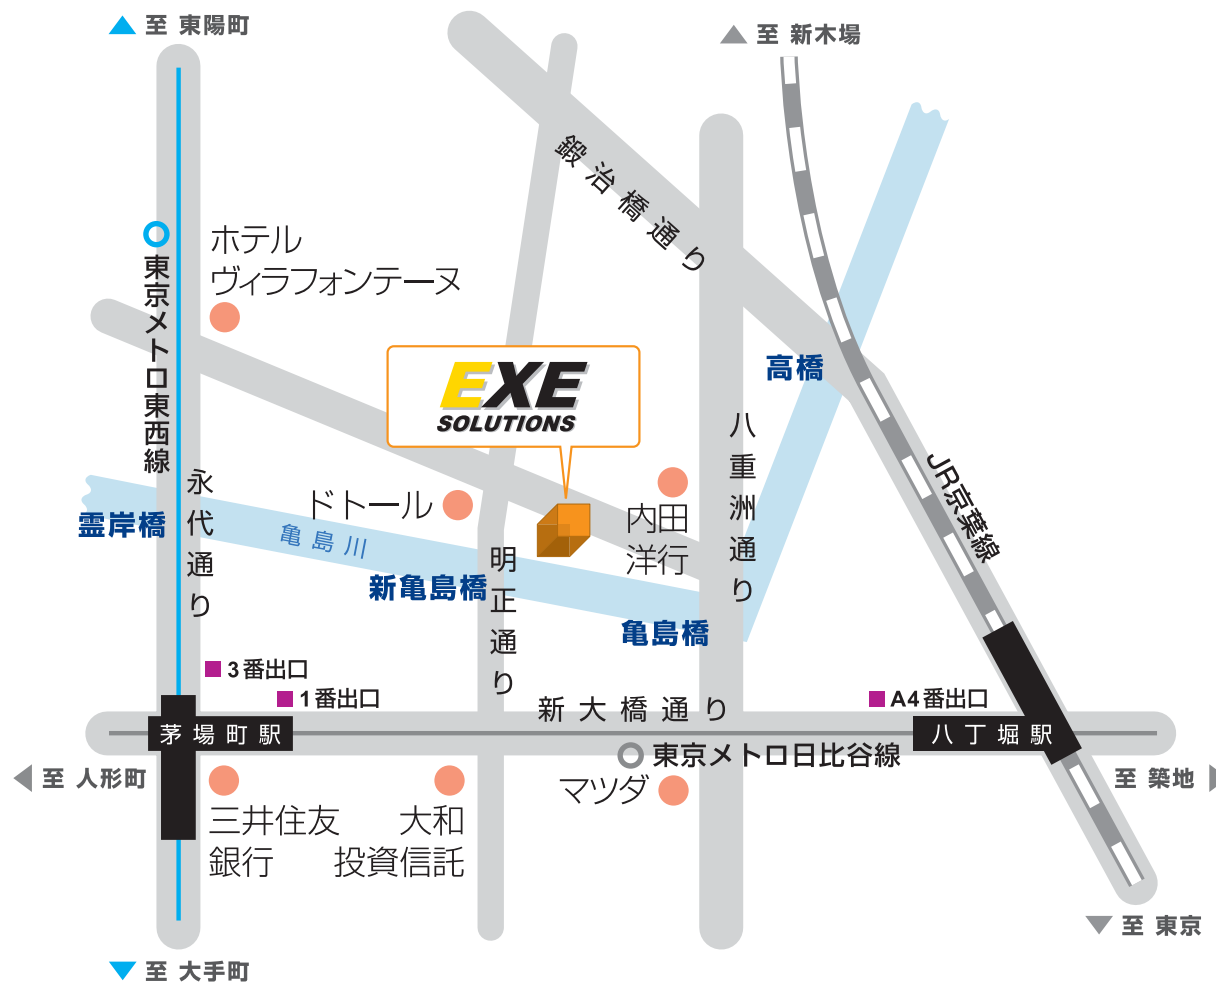 至 東陽町
至 新木場
鍛治橋通り
ホテル
ヴィラフォンテーヌ
東京メトロ東西線
EXE
SOLUTIONS
高橋
八重洲通り
JR京葉線
永代通り
霊岸橋
亀島川
ドトール
内田
洋行
明正通り
新亀島橋
亀島橋
3番出口
1番出口
新大橋通り
A4番出口
茅場町駅
八丁堀駅
東京メトロ日比谷線
至 人形町
至 築地
マツダ
三井住友
銀行
大和
投資信託
至 東京
至 大手町